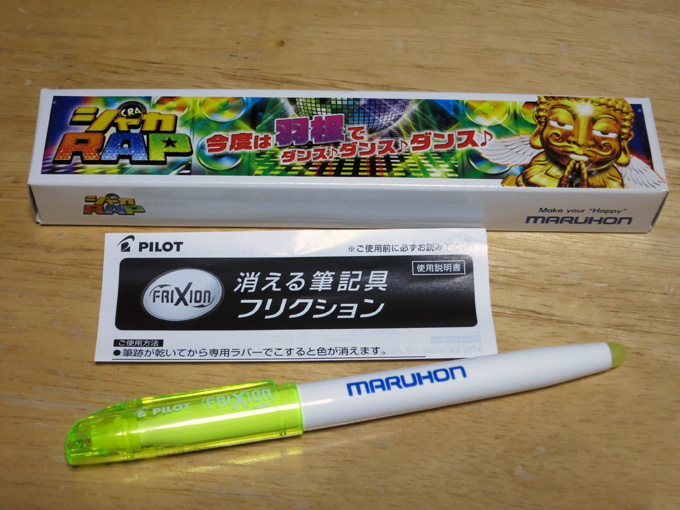 CRA
シャカ
RAP
今度は羽根で
ダンス♪ダンス♪ダンス♪
RAP
Make your "Happy"
MARUHON
PILOT
※ご使用前に必ずお読み下さい
FRIXION
消える筆記具
フリクション
使用説明書
ご使用方法
●筆跡が乾いてから専用ラバーでこすると色が消えます。
PILOT FRIXION
MARUHON